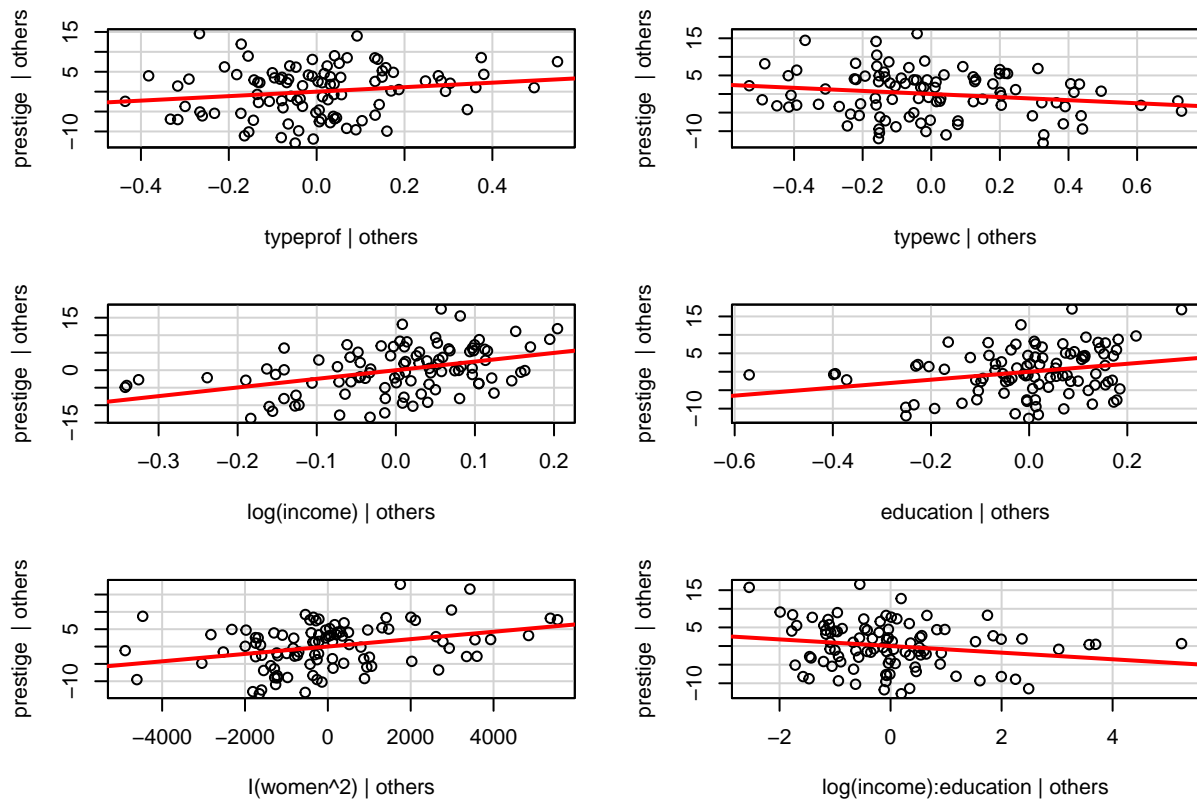 prestige | others
−10 5 15
−0.4 −0.2 0.0 0.2 0.4
typeprof | others
prestige | others
−10 5 15
−0.4 −0.2 0.0 0.2 0.4 0.6
typewc | others
prestige | others
−15 0 15
−0.3 −0.2 −0.1 0.0 0.1 0.2
log(income) | others
prestige | others
−10 5 15
−0.6 −0.4 −0.2 0.0 0.2
education | others
prestige | others
−10 5
−4000 −2000 0 2000 4000
I(women^2) | others
prestige | others
−10 5 15
−2 0 2 4
log(income):education | others